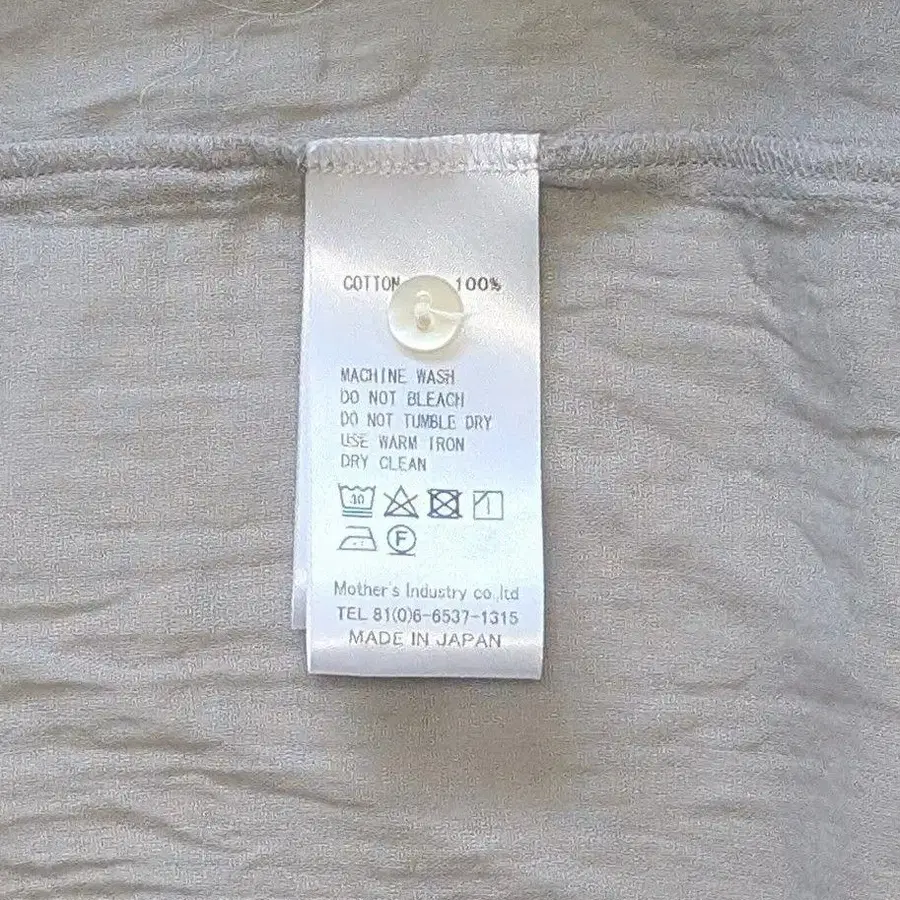 COTTON 100%
MACHINE WASH
DO NOT BLEACH
DO NOT TUMBLE DRY
USE WARM IRON
DRY CLEAN
F
Mother's Industry co.,ltd
TEL 81(0)6-6537-1315
MADE IN JAPAN